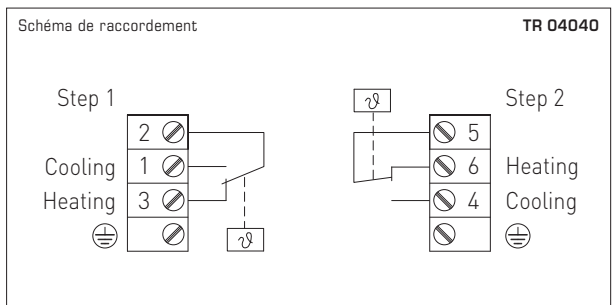 Schéma de raccordement TR 04040
Step 1 ϑ Step 2
2 5
Cooling 1 6 Heating
Heating 3 4 Cooling
ϑ